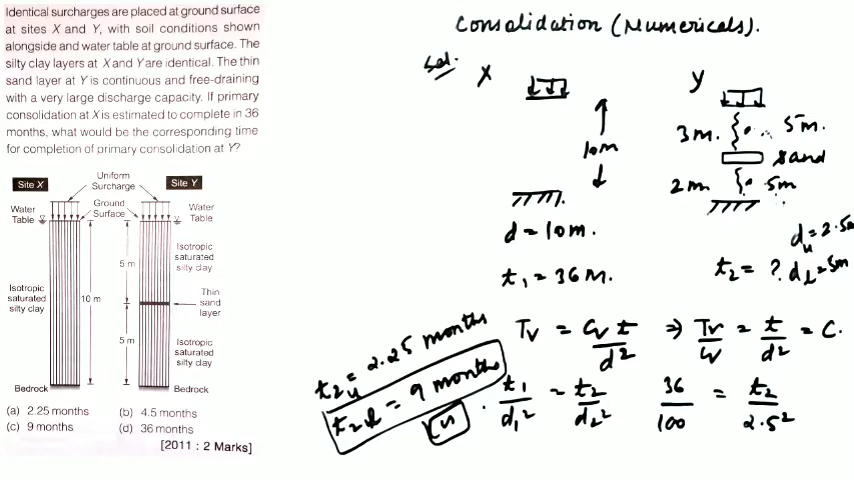 Identical surcharges are placed at ground surface
at sites X and Y, with soil conditions shown
alongside and water table at ground surface. The
silty clay layers at X and Y are identical. The thin
sand layer at Y is continuous and free-draining
with a very large discharge capacity. If primary
consolidation at X is estimated to complete in 36
months, what would be the corresponding time
for completion of primary consolidation at Y?
Site X
Uniform
Surcharge
Site Y
Water
Table
Ground
Surface
Water
Table
5 m
Isotropic
saturated
silty clay
Isotropic
saturated
silty clay
10 m
Thin
sand
layer
5 m
Isotropic
saturated
silty clay
Bedrock
Bedrock
(a) 2.25 months (b) 4.5 months
(c) 9 months (d) 36 months
[2011 : 2 Marks]
Consolidation (Numericals).
Sol.
X
10m
d = 10m.
t₁ = 36 M.
Y
3m. 5m.
sand
2m 5m
d_u = 2.5m
t₂ = ? d_l = 5m
Tv = Cv t / d² ⇒ Tv / Cv = t / d² = C.
t₁ / d₁² = t₂ / d₂²
36 / 100 = t₂ / 2.5²
t₂u = 2.25 months
t₂l = 9 months